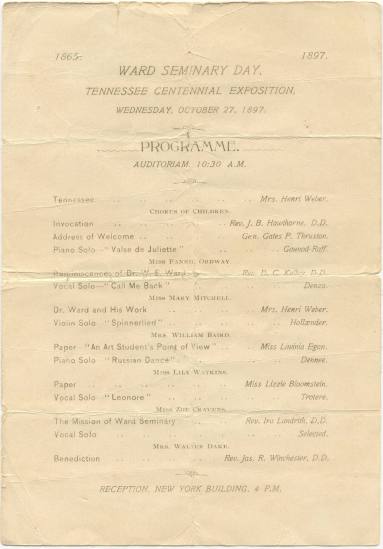 1865- 1897.
WARD SEMINARY DAY,
TENNESSEE CENTENNIAL EXPOSITION,
WEDNESDAY, OCTOBER 27, 1897.
PROGRAMME.
AUDITORIAM, 10:30 A.M.
Tennessee .. .. .. .. .. .. Mrs. Henri Weber.
CHORUS OF CHILDREN.
Invocation .. .. .. .. .. Rev. J. B. Hawthorne, D.D.
Address of Welcome .. .. .. .. Gen. Gates P. Thruston.
Piano Solo—"Valse de Juliette" .. .. .. Gounod-Raff.
MISS FANNIE ORDWAY
Reminiscences of Dr. W. E. Ward .. .. Rev. D. C. Kelley, D.D.
Vocal Solo—"Call Me Back" .. .. .. Denza.
MISS MARY MITCHELL.
Dr. Ward and His Work .. .. .. Mrs. Henri Weber.
Violin Solo "Spinnerlied" .. .. .. Hollænder.
MRS. WILLIAM BAIRD.
Paper—"An Art Student's Point of View" .. .. Miss Lavinia Egan.
Piano Solo "Russian Dance" .. .. .. Dennee.
MISS LILY WATKINS.
Paper .. .. .. .. .. Miss Lizzie Bloomstein.
Vocal Solo "Leonore" .. .. .. .. Trotere.
MISS ZOE CRAVENS.
The Mission of Ward Seminary .. .. .. Rev. Ira Landrith, D.D.
Vocal Solo .. .. .. .. .. Selected.
MRS. WALTER DAKE.
Benediction .. .. .. .. Rev. Jas. R. Winchester, D.D.
RECEPTION, NEW YORK BUILDING, 4 P.M.